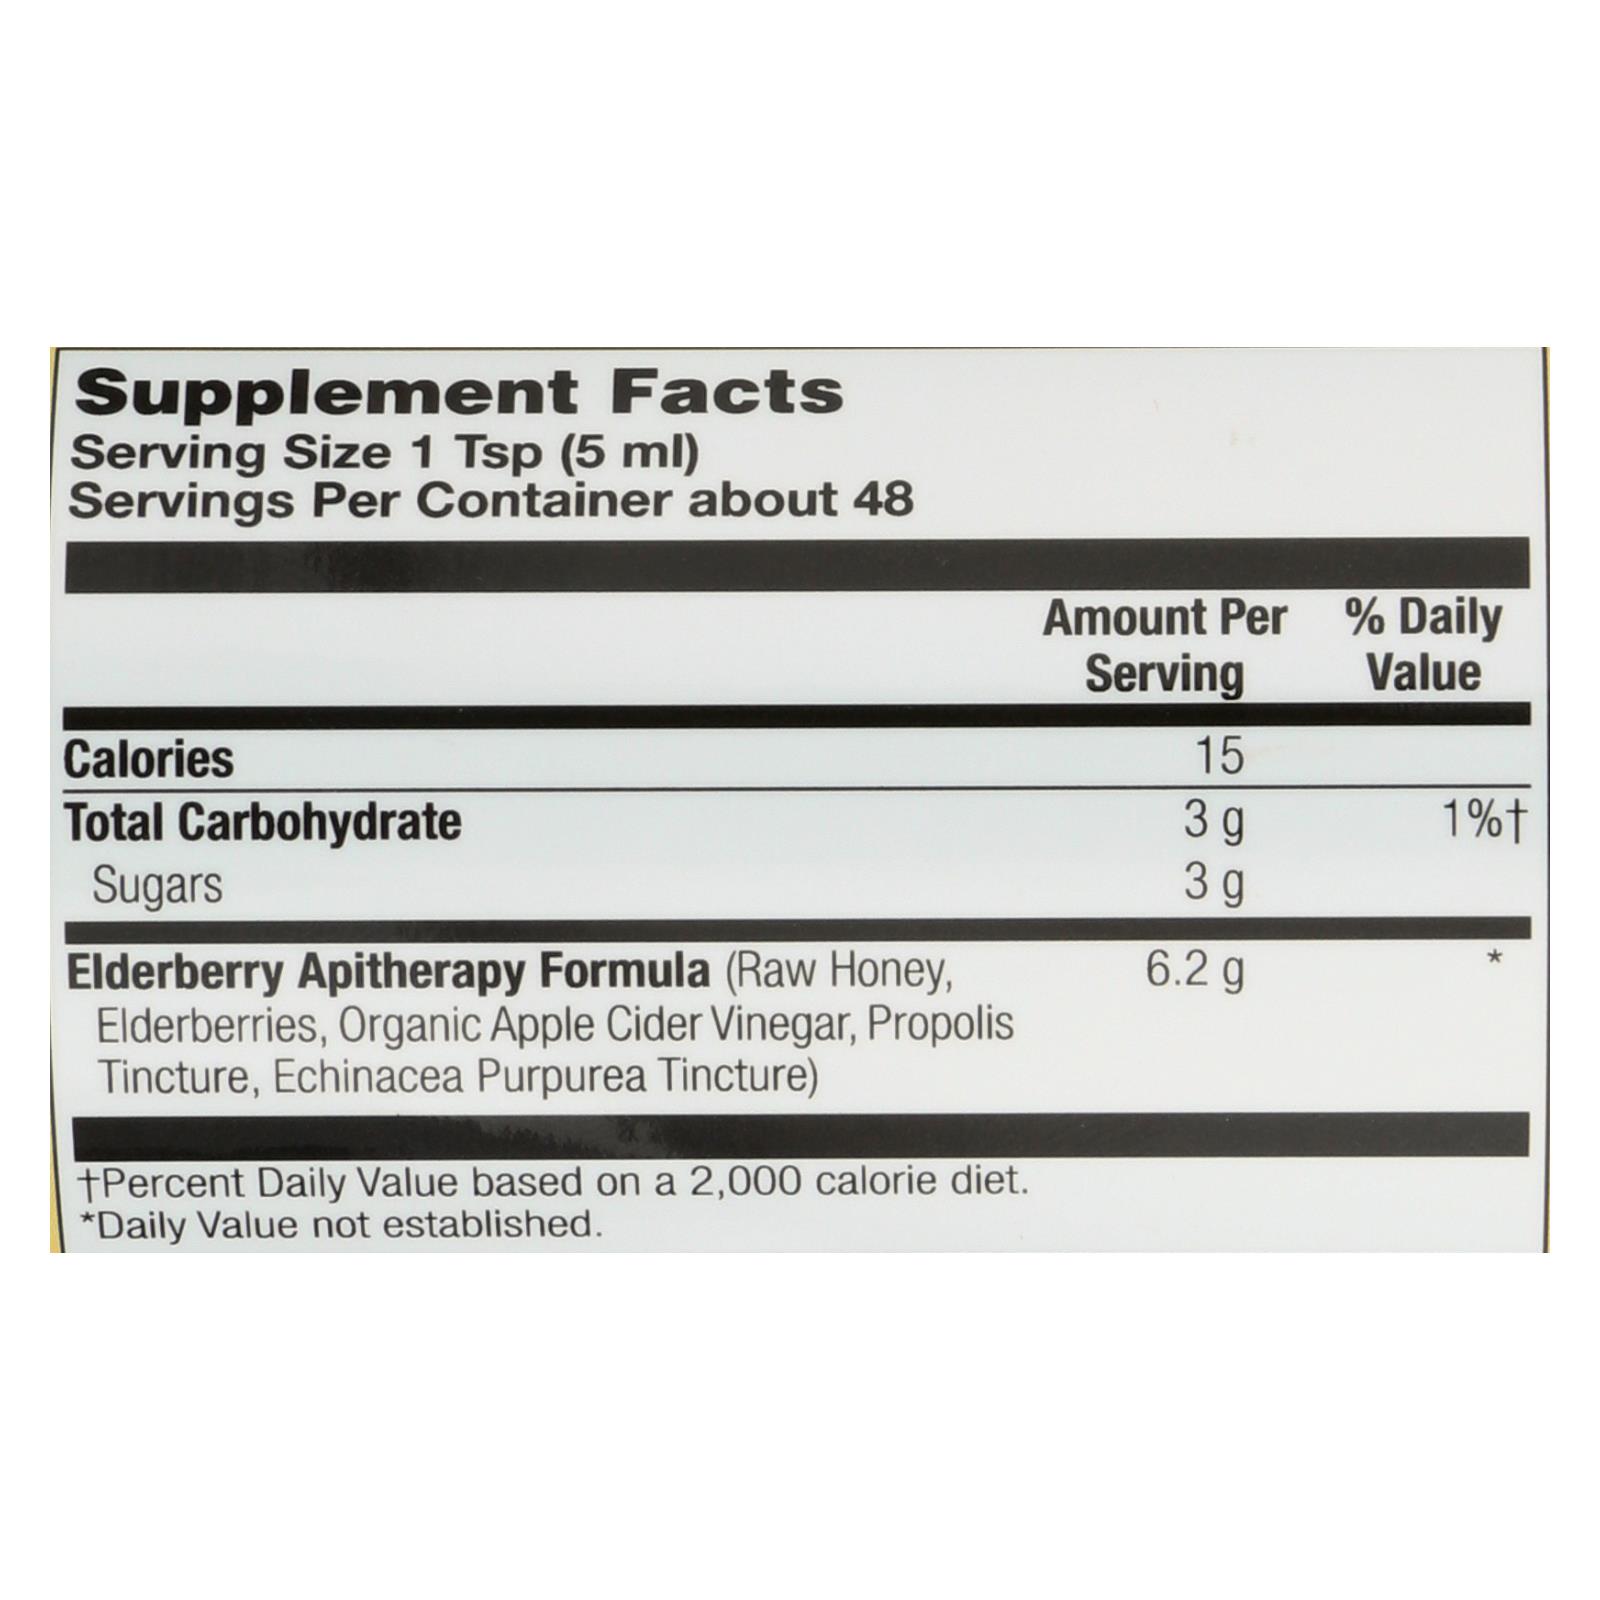 Supplement Facts
Serving Size 1 Tsp (5 ml)
Servings Per Container about 48
Amount Per % Daily
Serving Value
Calories 15
Total Carbohydrate 3 g 1%†
Sugars 3 g
Elderberry Apitherapy Formula (Raw Honey, 6.2 g *
Elderberries, Organic Apple Cider Vinegar, Propolis
Tincture, Echinacea Purpurea Tincture)
†Percent Daily Value based on a 2,000 calorie diet.
*Daily Value not established.